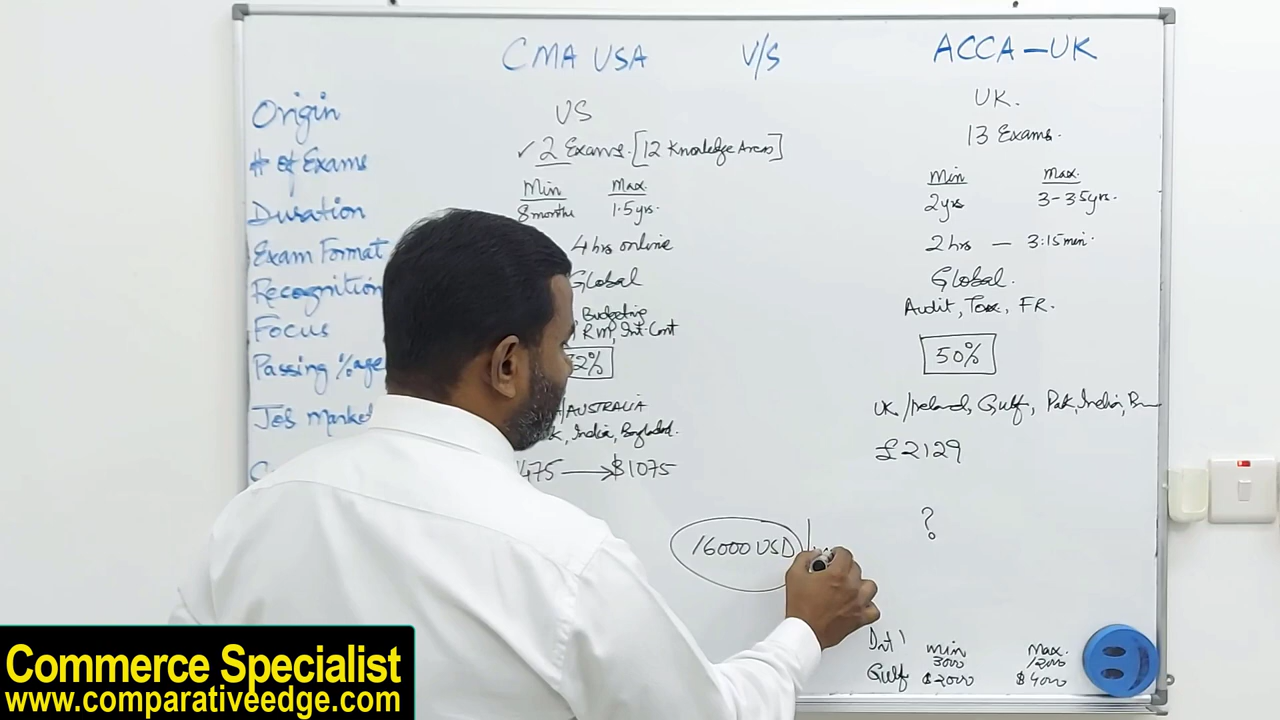 CMA USA V/S ACCA-UK
Origin US UK.
# of Exams ✓ 2 Exams. [12 Knowledge Areas] 13 Exams.
Min Max. Min Max.
Duration 8 months 1.5 yrs. 2 yrs 3-3.5 yrs.
Exam Format 4 hrs online 2 hrs — 3:15 min.
Recognition Global Global.
Focus Budgeting Audit, Tax, FR.
, RM, Int. Cont
Passing %age 2% 50%
Job Market /AUSTRALIA UK/Ireland, Gulf, Pak, India,
K, India, Bangladesh.
475 → $1075 £2129
?
16000 USD
Int'l Min Max.
3000 12000
Gulf $2000 $4000
Commerce Specialist
www.comparativeedge.com